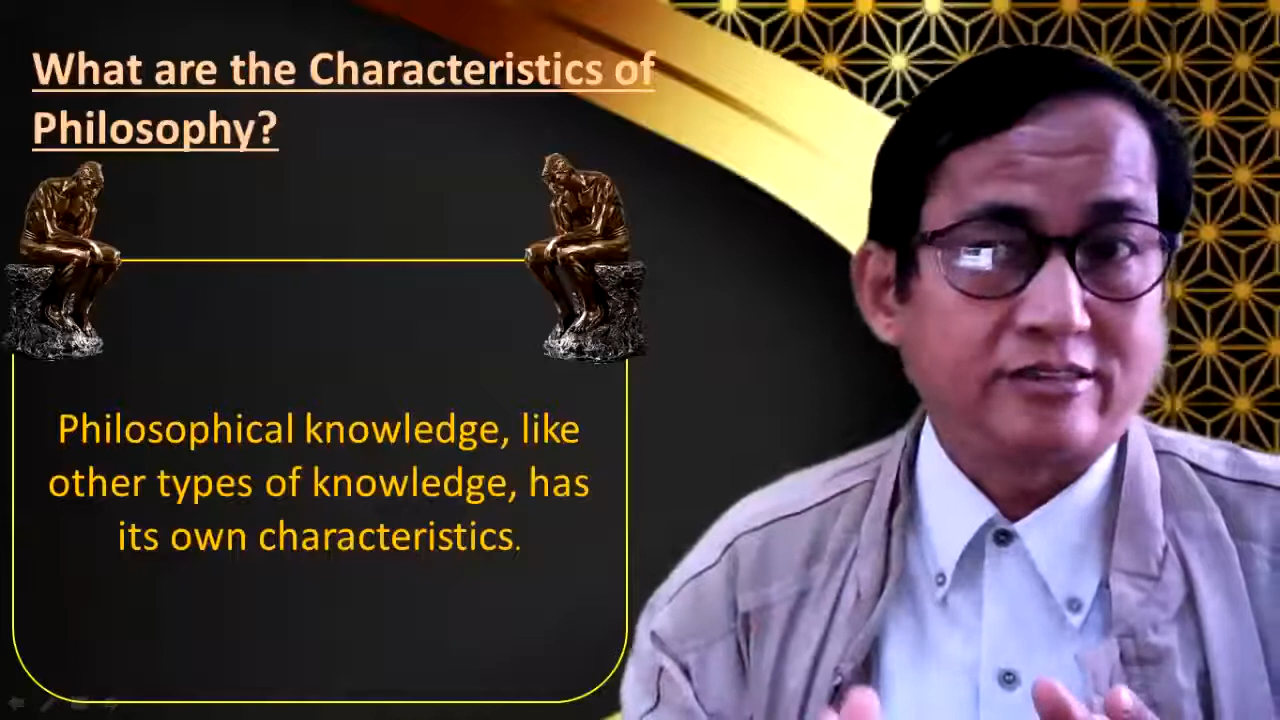 What are the Characteristics of
Philosophy?
Philosophical knowledge, like
other types of knowledge, has
its own characteristics.